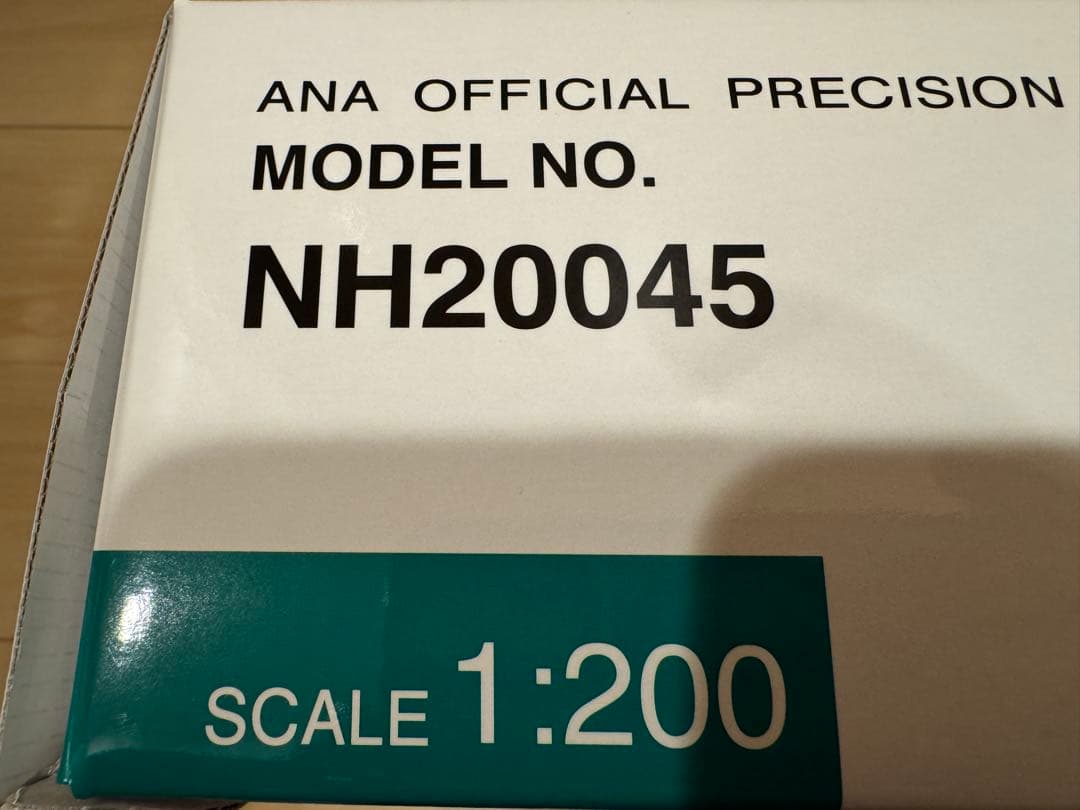 ANA OFFICIAL PRECISION
MODEL NO.
NH20045
SCALE 1:200